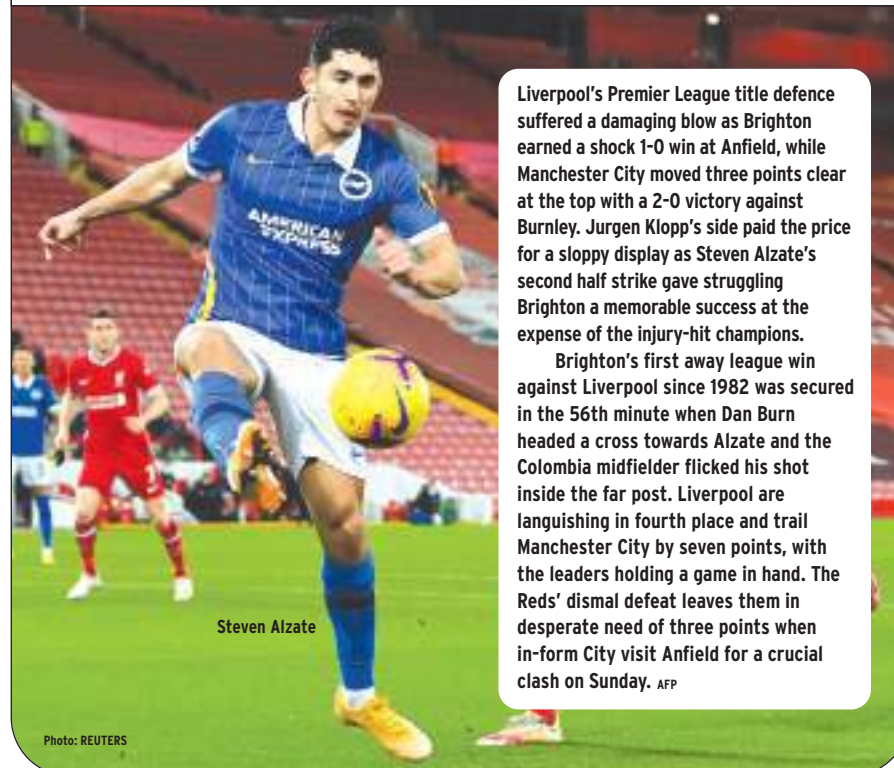 Liverpool’s Premier League title defence
suffered a damaging blow as Brighton
earned a shock 1-0 win at Anfield, while
Manchester City moved three points clear
at the top with a 2-0 victory against
Burnley. Jurgen Klopp’s side paid the price
for a sloppy display as Steven Alzate’s
second half strike gave struggling
Brighton a memorable success at the
expense of the injury-hit champions.
Brighton’s first away league win
against Liverpool since 1982 was secured
in the 56th minute when Dan Burn
headed a cross towards Alzate and the
Colombia midfielder flicked his shot
inside the far post. Liverpool are
languishing in fourth place and trail
Manchester City by seven points, with
the leaders holding a game in hand. The
Reds’ dismal defeat leaves them in
desperate need of three points when
in-form City visit Anfield for a crucial
clash on Sunday. AFP
AMERICAN
EXPRESS
Steven Alzate
Photo: REUTERS